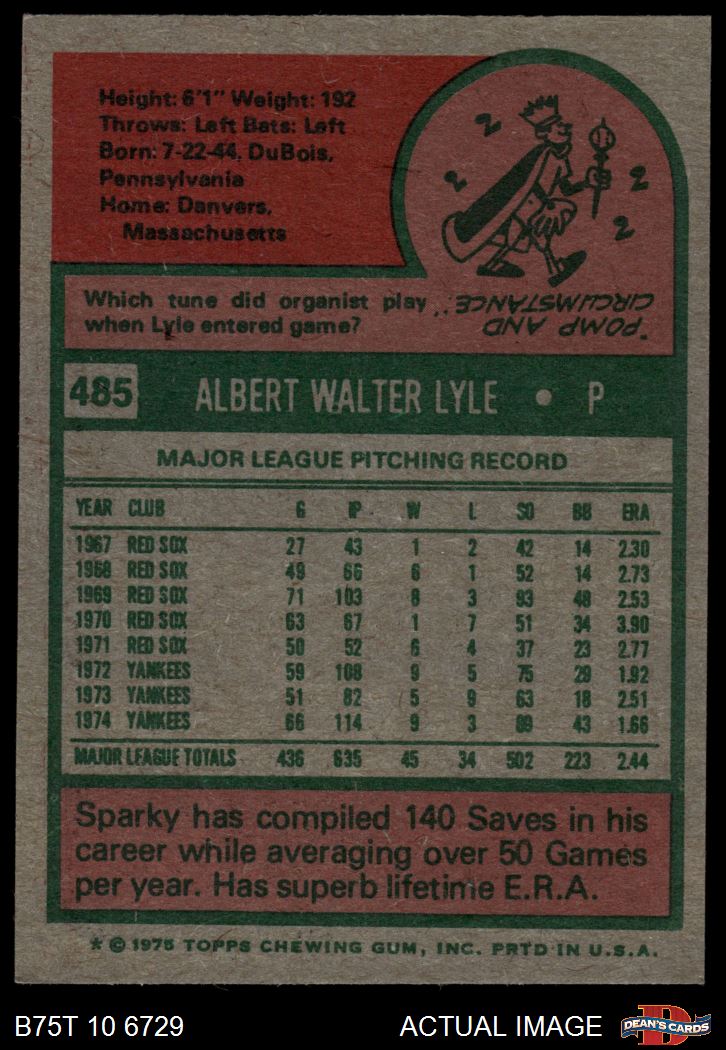 Height: 6'1" Weight: 192
Throws: Left Bats: Left
Born: 7-22-44, DuBois,
Pennsylvania
Home: Danvers,
Massachusetts
2 2 2 2
Which tune did organist play
when Lyle entered game?
"POMP AND
CIRCUMSTANCE".
485 ALBERT WALTER LYLE • P
MAJOR LEAGUE PITCHING RECORD
YEAR CLUB G IP W L SO BB ERA
1967 RED SOX 27 43 1 2 42 14 2.30
1968 RED SOX 49 66 6 1 52 14 2.73
1969 RED SOX 71 103 8 3 93 48 2.53
1970 RED SOX 63 67 1 7 51 34 3.90
1971 RED SOX 50 52 6 4 37 23 2.77
1972 YANKEES 59 108 9 5 75 29 1.92
1973 YANKEES 51 82 5 9 63 18 2.51
1974 YANKEES 66 114 9 3 89 43 1.66
MAJOR LEAGUE TOTALS 436 635 45 34 502 223 2.44
Sparky has compiled 140 Saves in his
career while averaging over 50 Games
per year. Has superb lifetime E.R.A.
* © 1975 TOPPS CHEWING GUM, INC. PRTD IN U.S.A.
B75T 10 6729 ACTUAL IMAGE
D
DEAN'S CARDS